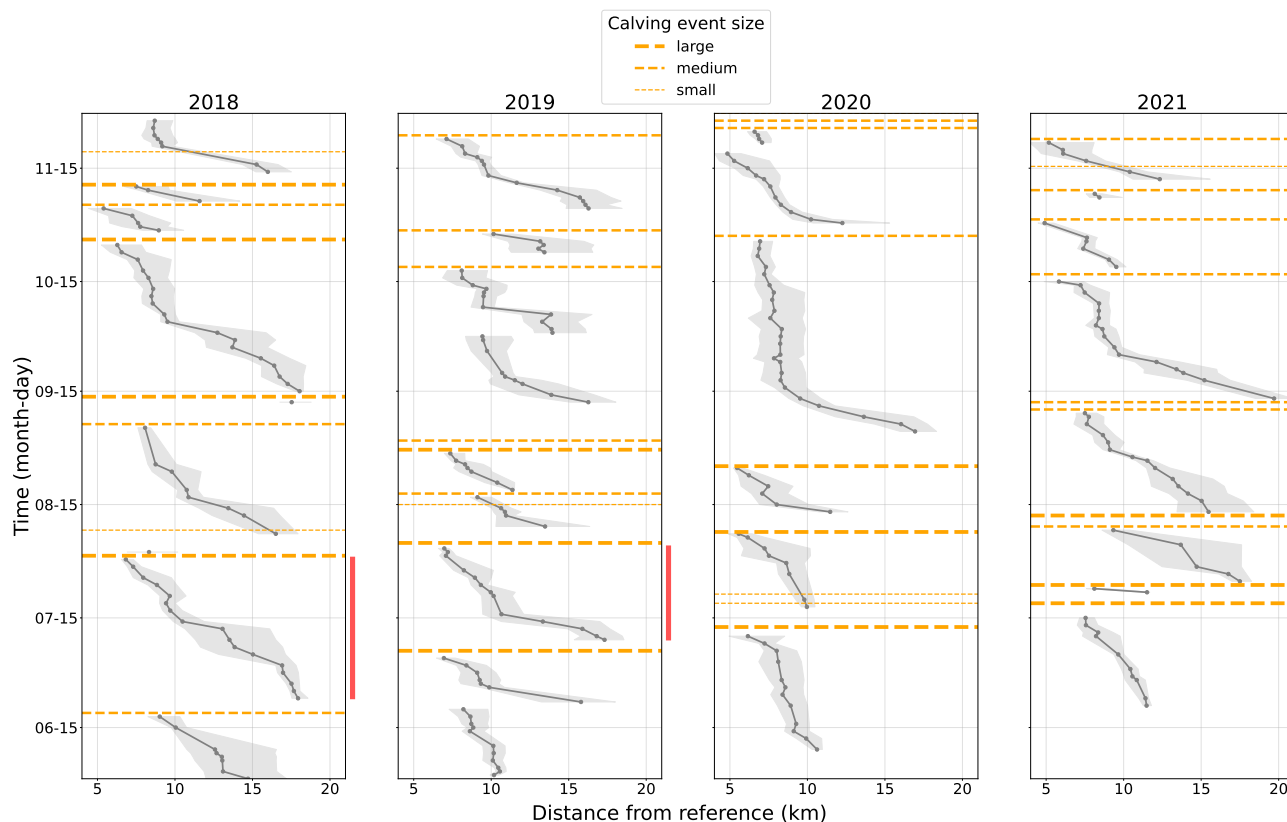 Calving event size
large
medium
small
2018
2019
2020
2021
Time (month-day)
11-15
10-15
09-15
08-15
07-15
06-15
5 10 15 20
5 10 15 20
5 10 15 20
5 10 15 20
Distance from reference (km)